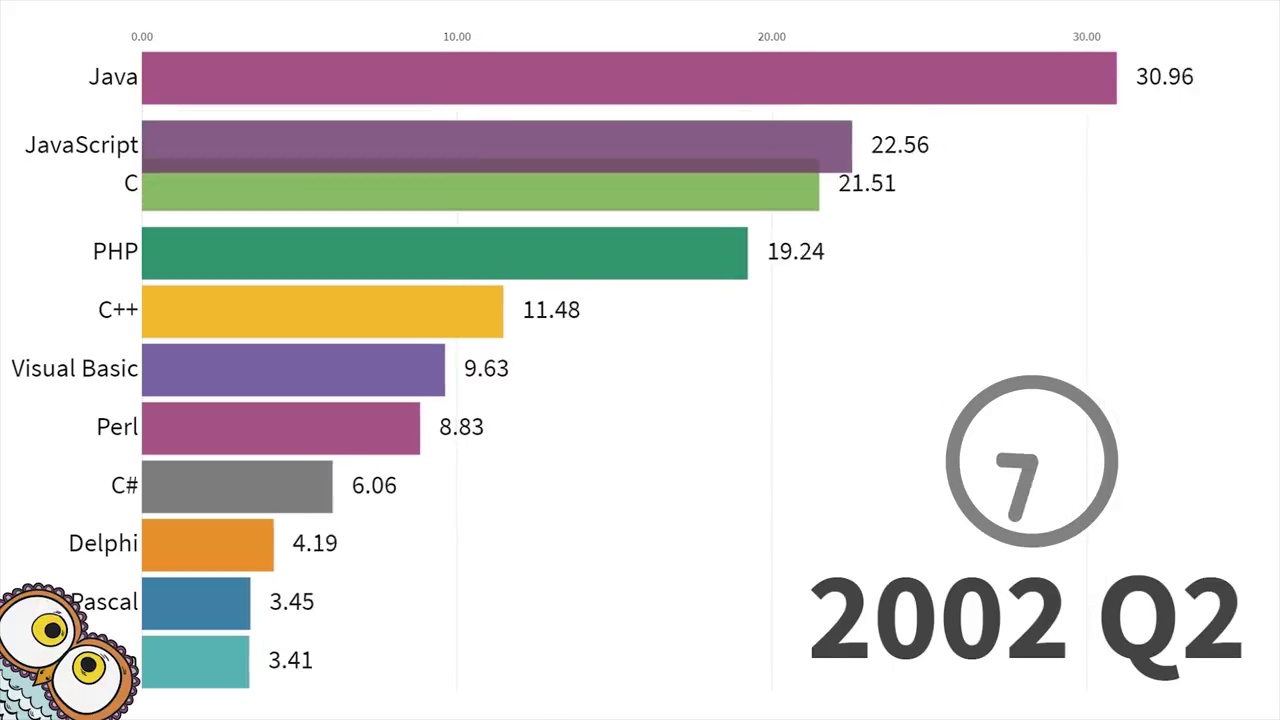 0.00 10.00 20.00 30.00
Java 30.96
JavaScript 22.56
C 21.51
PHP 19.24
C++ 11.48
Visual Basic 9.63
Perl 8.83
C# 6.06
Delphi 4.19
Pascal 3.45
3.41
2002 Q2